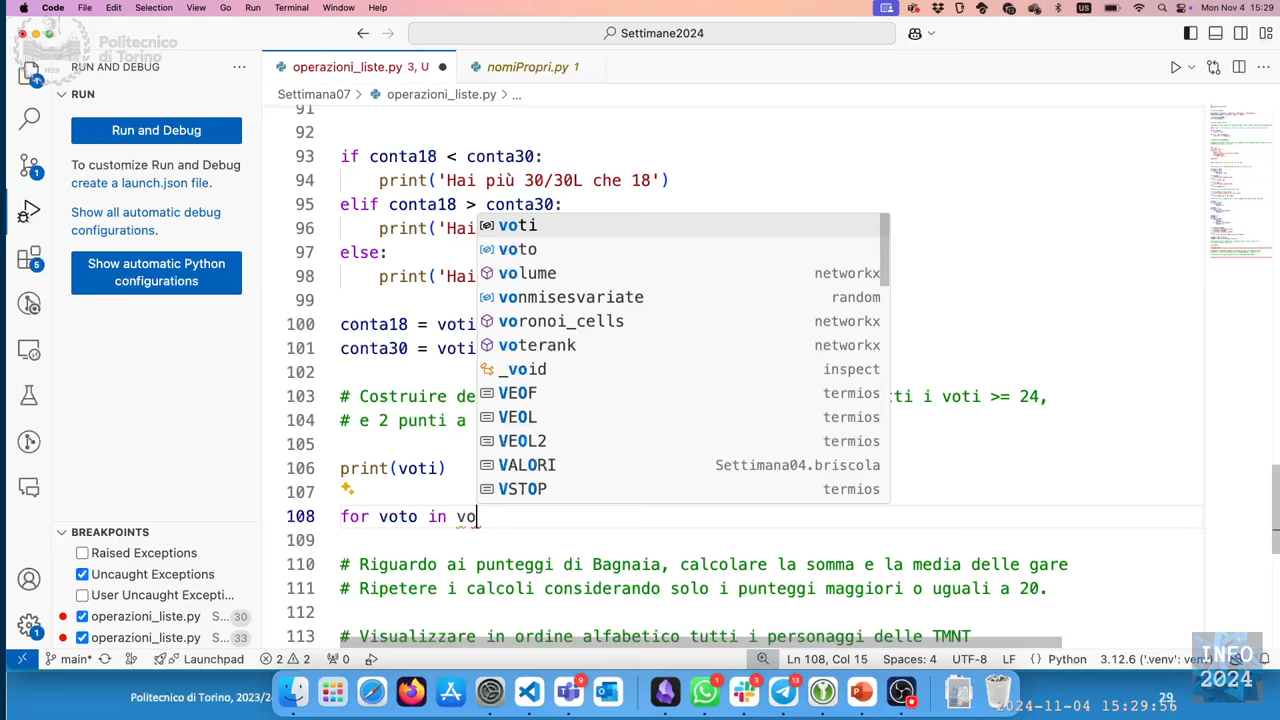 Code File Edit Selection View Go Run Terminal Window Help US Mon Nov 4 15:29
Politecnico
di Torino
Settimane2024
RUN AND DEBUG
operazioni_liste.py 3, U
nomiPropri.py 1
RUN
Settimana07 > operazioni_liste.py > ...
Run and Debug
To customize Run and Debug
create a launch.json file.
Show all automatic debug
configurations.
Show automatic Python
configurations
91
92
93 if conta18 < conta30:
94 print('Hai più 30/30L che 18')
95 elif conta18 > conta30:
96 print('Hai
97 else:
98 print('Hai
99
100 conta18 = voti
101 conta30 = voti
102
103 # Costruire de tti i voti >= 24,
104 # e 2 punti a
105
106 print(voti)
107
108 for voto in vo
109
110 # Riguardo ai punteggi di Bagnaia, calcolare la somma e la media delle gare
111 # Ripetere i calcoli considerando solo i punteggi maggiori o uguali a 20.
112
113 # Visualizzare in ordine alfabetico tutti i personaggi delle TMNT
voti
voto
volume networkx
vonmisesvariate random
voronoi_cells networkx
voterank networkx
_void inspect
VEOF termios
VEOL termios
VEOL2 termios
VALORI Settimana04.briscola
VSTOP termios
BREAKPOINTS
Raised Exceptions
Uncaught Exceptions
User Uncaught Excepti...
operazioni_liste.py S... 30
operazioni_liste.py S... 33
main* Launchpad 2 2 0 Ln 108, Col 15 Spaces: 4 UTF-8 LF Python 3.12.6 ('.venv': venv)
Politecnico di Torino, 2023/24
29
INFO
2024
2024-11-04 15:29:56